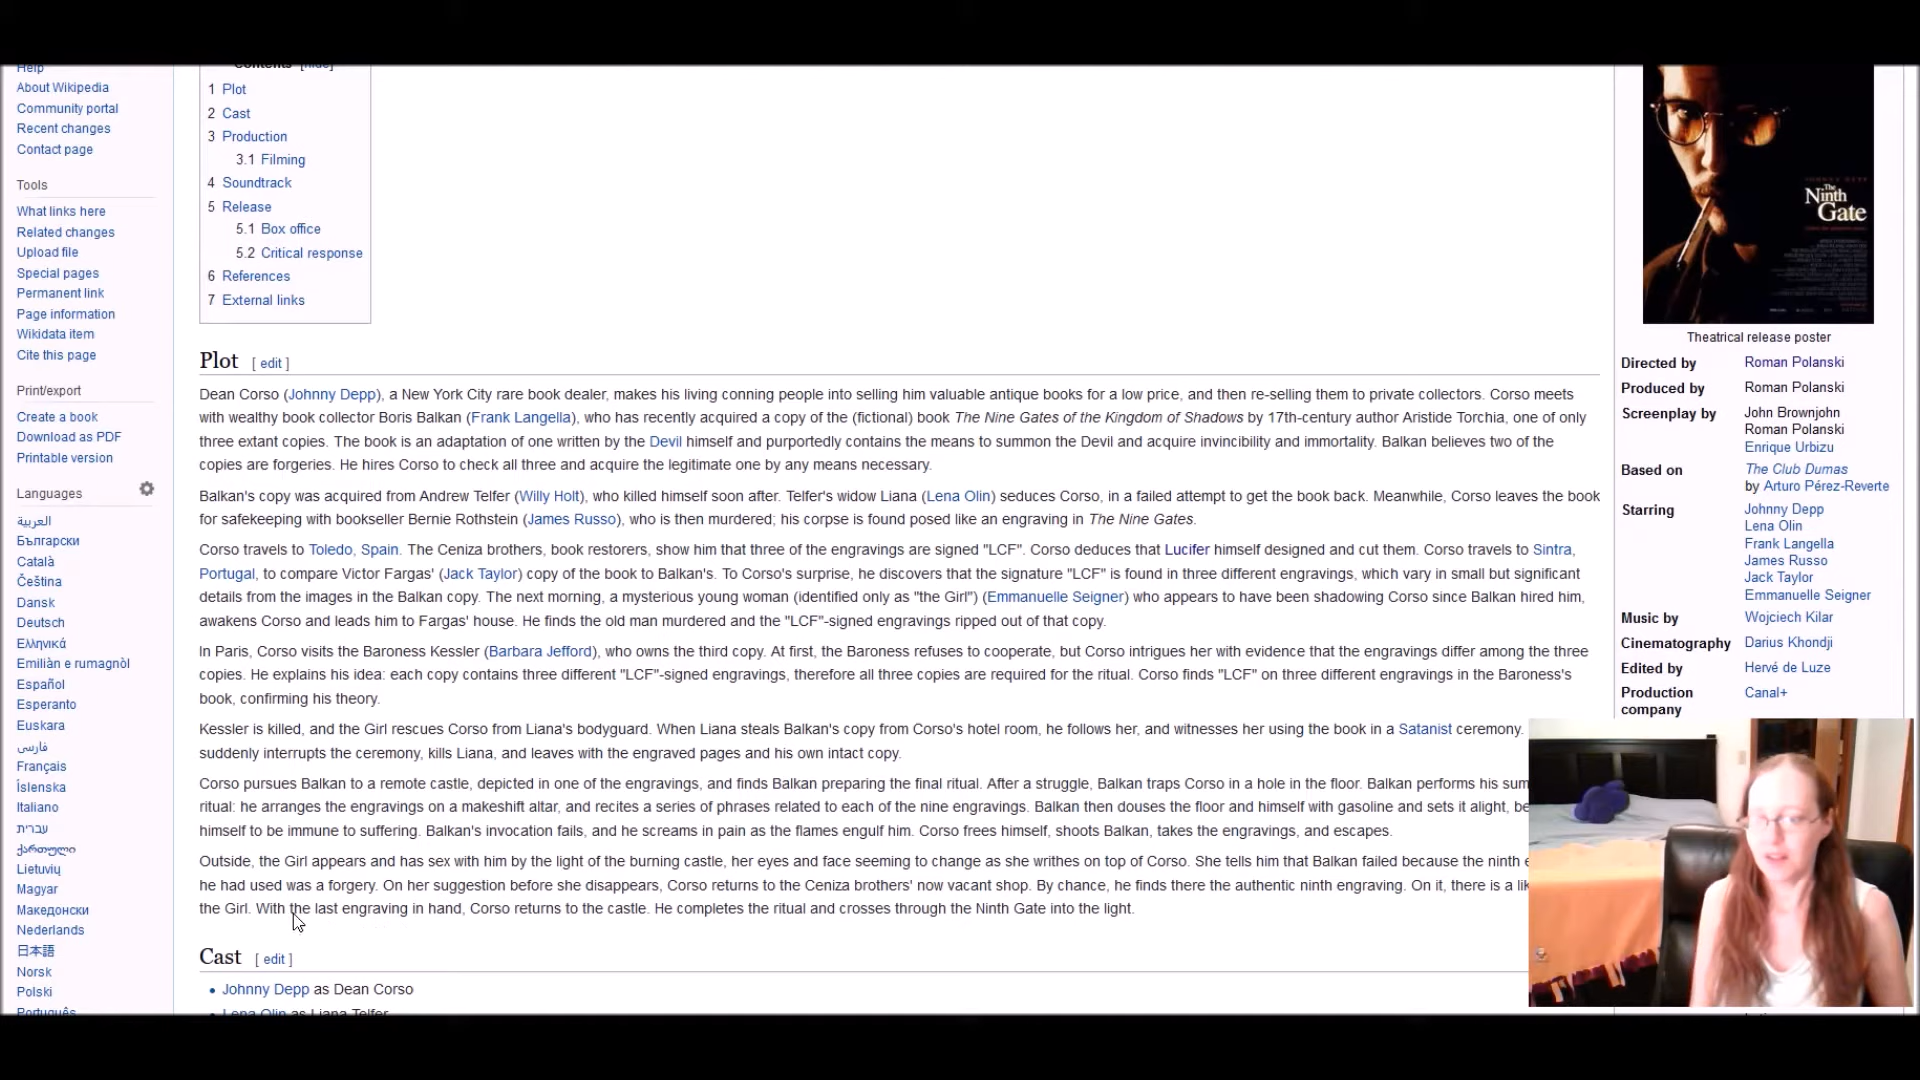 Help
About Wikipedia
Community portal
Recent changes
Contact page
Tools
What links here
Related changes
Upload file
Special pages
Permanent link
Page information
Wikidata item
Cite this page
Print/export
Create a book
Download as PDF
Printable version
Languages
العربية
Български
Català
Čeština
Dansk
Deutsch
Ελληνικά
Emiliàn e rumagnòl
Español
Esperanto
Euskara
فارسی
Français
Íslenska
Italiano
עברית
ქართული
Lietuvių
Magyar
Македонски
Nederlands
日本語
Norsk
Polski
Português
Contents [hide]
1 Plot
2 Cast
3 Production
3.1 Filming
4 Soundtrack
5 Release
5.1 Box office
5.2 Critical response
6 References
7 External links
Plot [ edit ]
Dean Corso (Johnny Depp), a New York City rare book dealer, makes his living conning people into selling him valuable antique books for a low price, and then re-selling them to private collectors. Corso meets
with wealthy book collector Boris Balkan (Frank Langella), who has recently acquired a copy of the (fictional) book The Nine Gates of the Kingdom of Shadows by 17th-century author Aristide Torchia, one of only
three extant copies. The book is an adaptation of one written by the Devil himself and purportedly contains the means to summon the Devil and acquire invincibility and immortality. Balkan believes two of the
copies are forgeries. He hires Corso to check all three and acquire the legitimate one by any means necessary.
Balkan's copy was acquired from Andrew Telfer (Willy Holt), who killed himself soon after. Telfer's widow Liana (Lena Olin) seduces Corso, in a failed attempt to get the book back. Meanwhile, Corso leaves the book
for safekeeping with bookseller Bernie Rothstein (James Russo), who is then murdered; his corpse is found posed like an engraving in The Nine Gates.
Corso travels to Toledo, Spain. The Ceniza brothers, book restorers, show him that three of the engravings are signed "LCF". Corso deduces that Lucifer himself designed and cut them. Corso travels to Sintra,
Portugal, to compare Victor Fargas' (Jack Taylor) copy of the book to Balkan's. To Corso's surprise, he discovers that the signature "LCF" is found in three different engravings, which vary in small but significant
details from the images in the Balkan copy. The next morning, a mysterious young woman (identified only as "the Girl") (Emmanuelle Seigner) who appears to have been shadowing Corso since Balkan hired him,
awakens Corso and leads him to Fargas' house. He finds the old man murdered and the "LCF"-signed engravings ripped out of that copy.
In Paris, Corso visits the Baroness Kessler (Barbara Jefford), who owns the third copy. At first, the Baroness refuses to cooperate, but Corso intrigues her with evidence that the engravings differ among the three
copies. He explains his idea: each copy contains three different "LCF"-signed engravings, therefore all three copies are required for the ritual. Corso finds "LCF" on three different engravings in the Baroness's
book, confirming his theory.
Kessler is killed, and the Girl rescues Corso from Liana's bodyguard. When Liana steals Balkan's copy from Corso's hotel room, he follows her, and witnesses her using the book in a Satanist ceremony.
suddenly interrupts the ceremony, kills Liana, and leaves with the engraved pages and his own intact copy.
Corso pursues Balkan to a remote castle, depicted in one of the engravings, and finds Balkan preparing the final ritual. After a struggle, Balkan traps Corso in a hole in the floor. Balkan performs his sum
ritual: he arranges the engravings on a makeshift altar, and recites a series of phrases related to each of the nine engravings. Balkan then douses the floor and himself with gasoline and sets it alight, be
himself to be immune to suffering. Balkan's invocation fails, and he screams in pain as the flames engulf him. Corso frees himself, shoots Balkan, takes the engravings, and escapes.
Outside, the Girl appears and has sex with him by the light of the burning castle, her eyes and face seeming to change as she writhes on top of Corso. She tells him that Balkan failed because the ninth e
he had used was a forgery. On her suggestion before she disappears, Corso returns to the Ceniza brothers' now vacant shop. By chance, he finds there the authentic ninth engraving. On it, there is a lik
the Girl. With the last engraving in hand, Corso returns to the castle. He completes the ritual and crosses through the Ninth Gate into the light.
Cast [ edit ]
• Johnny Depp as Dean Corso
• Lena Olin as Liana Telfer
JOHNNY DEPP
The Ninth Gate
Theatrical release poster
Directed by Roman Polanski
Produced by Roman Polanski
Screenplay by John Brownjohn
Roman Polanski
Enrique Urbizu
Based on The Club Dumas
by Arturo Pérez-Reverte
Starring Johnny Depp
Lena Olin
Frank Langella
James Russo
Jack Taylor
Emmanuelle Seigner
Music by Wojciech Kilar
Cinematography Darius Khondji
Edited by Hervé de Luze
Production company Canal+